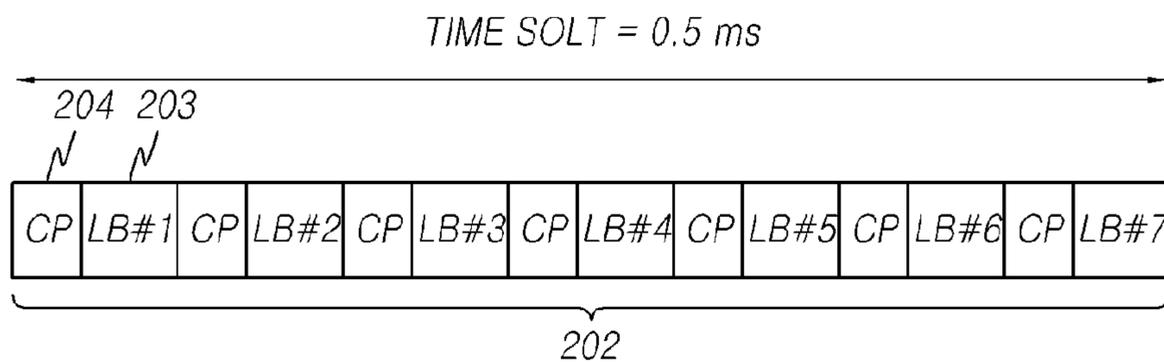 TIME SOLT = 0.5 ms
204 203
CP LB#1 CP LB#2 CP LB#3 CP LB#4 CP LB#5 CP LB#6 CP LB#7
202